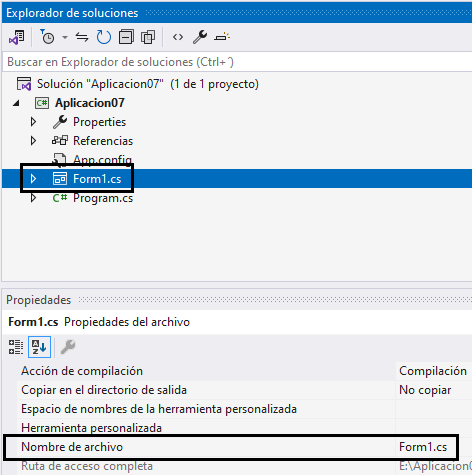 Explorador de soluciones
Buscar en Explorador de soluciones (Ctrl+´)
Solución "Aplicacion07" (1 de 1 proyecto)
C# Aplicacion07
Properties
Referencias
App.config
Form1.cs
C# Program.cs
Propiedades
Form1.cs Propiedades del archivo
Acción de compilación Compilación
Copiar en el directorio de salida No copiar
Espacio de nombres de la herramienta personalizada
Herramienta personalizada
Nombre de archivo Form1.cs
Ruta de acceso completa E:\Aplicacion0